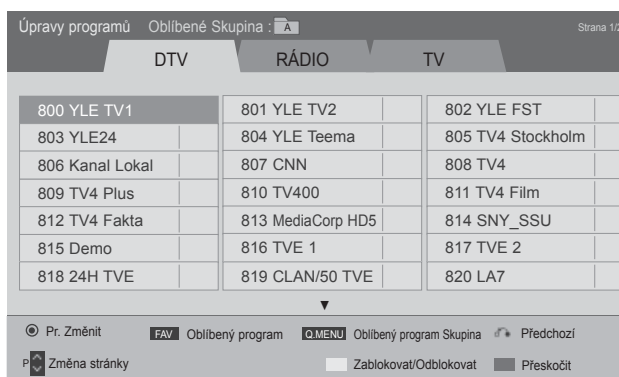 Úpravy programů Oblíbené Skupina : A Strana 1/2
DTV RÁDIO TV
800 YLE TV1 801 YLE TV2 802 YLE FST
803 YLE24 804 YLE Teema 805 TV4 Stockholm
806 Kanal Lokal 807 CNN 808 TV4
809 TV4 Plus 810 TV400 811 TV4 Film
812 TV4 Fakta 813 MediaCorp HD5 814 SNY_SSU
815 Demo 816 TVE 1 817 TVE 2
818 24H TVE 819 CLAN/50 TVE 820 LA7
▼
Pr. Změnit FAV Oblíbený program Q.MENU Oblíbený program Skupina Předchozí
P Změna stránky Zablokovat/Odblokovat Přeskočit